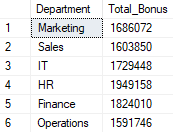 Department Total_Bonus
1 Marketing 1686072
2 Sales 1603850
3 IT 1729448
4 HR 1949158
5 Finance 1824010
6 Operations 1591746